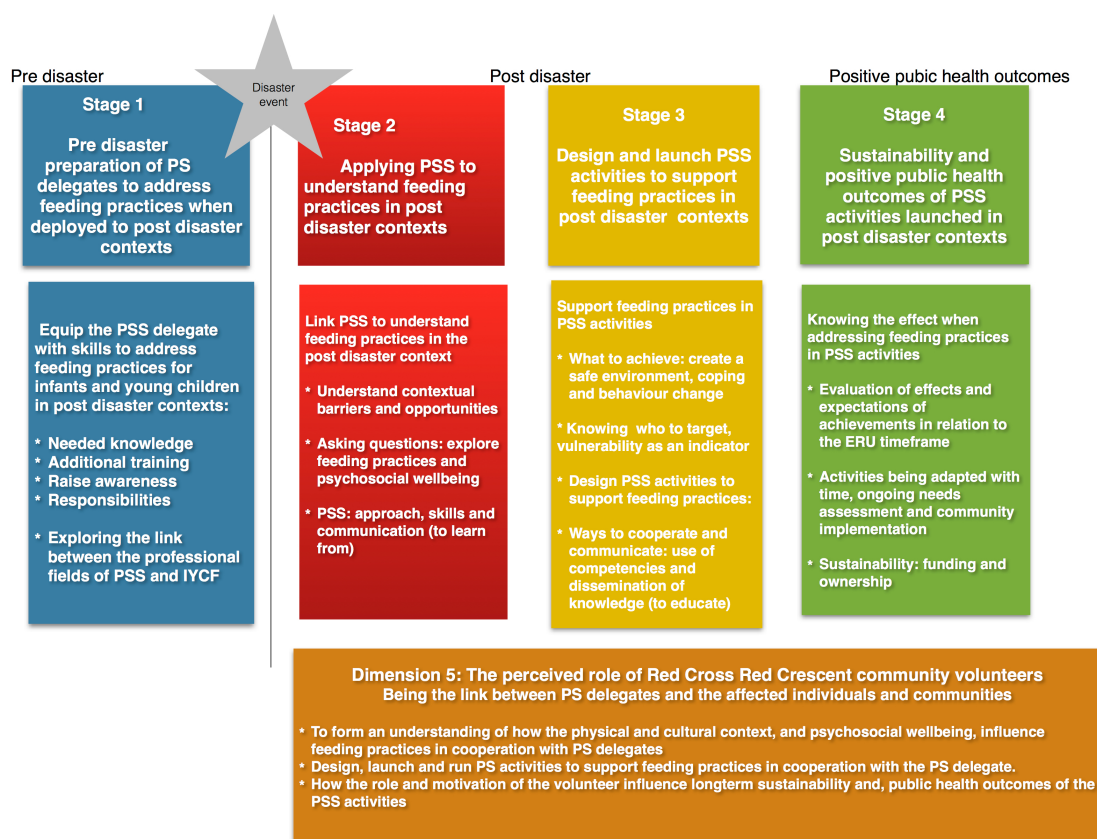 Pre disaster
Disaster
event
Post disaster
Positive pubic health outcomes
Stage 1
Pre disaster
preparation of PS
delegates to address
feeding practices when
deployed to post disaster
contexts
Stage 2
Applying PSS to
understand feeding
practices in post
disaster contexts
Stage 3
Design and launch PSS
activities to support
feeding practices in
post disaster contexts
Stage 4
Sustainability and
positive public health
outcomes of PSS
activities launched in
post disaster contexts
Equip the PSS delegate
with skills to address
feeding practices for
infants and young children
in post disaster contexts:
* Needed knowledge
* Additional training
* Raise awareness
* Responsibilities
* Exploring the link
between the professional
fields of PSS and IYCF
Link PSS to understand
feeding practices in the
post disaster context
* Understand contextual
barriers and opportunities
* Asking questions: explore
feeding practices and
psychosocial wellbeing
* PSS: approach, skills and
communication (to learn
from)
Support feeding practices in
PSS activities
* What to achieve: create a
safe environment, coping
and behaviour change
* Knowing who to target,
vulnerability as an indicator
* Design PSS activities to
support feeding practices:
* Ways to cooperate and
communicate: use of
competencies and
dissemination of
knowledge (to educate)
Knowing the effect when
addressing feeding practices
in PSS activities
* Evaluation of effects and
expectations of
achievements in relation to
the ERU timeframe
* Activities being adapted with
time, ongoing needs
assessment and community
implementation
* Sustainability: funding and
ownership
Dimension 5: The perceived role of Red Cross Red Crescent community volunteers
Being the link between PS delegates and the affected individuals and communities
* To form an understanding of how the physical and cultural context, and psychosocial wellbeing, influence
feeding practices in cooperation with PS delegates
* Design, launch and run PS activities to support feeding practices in cooperation with the PS delegate.
* How the role and motivation of the volunteer influence longterm sustainability and, public health outcomes of the
PSS activities